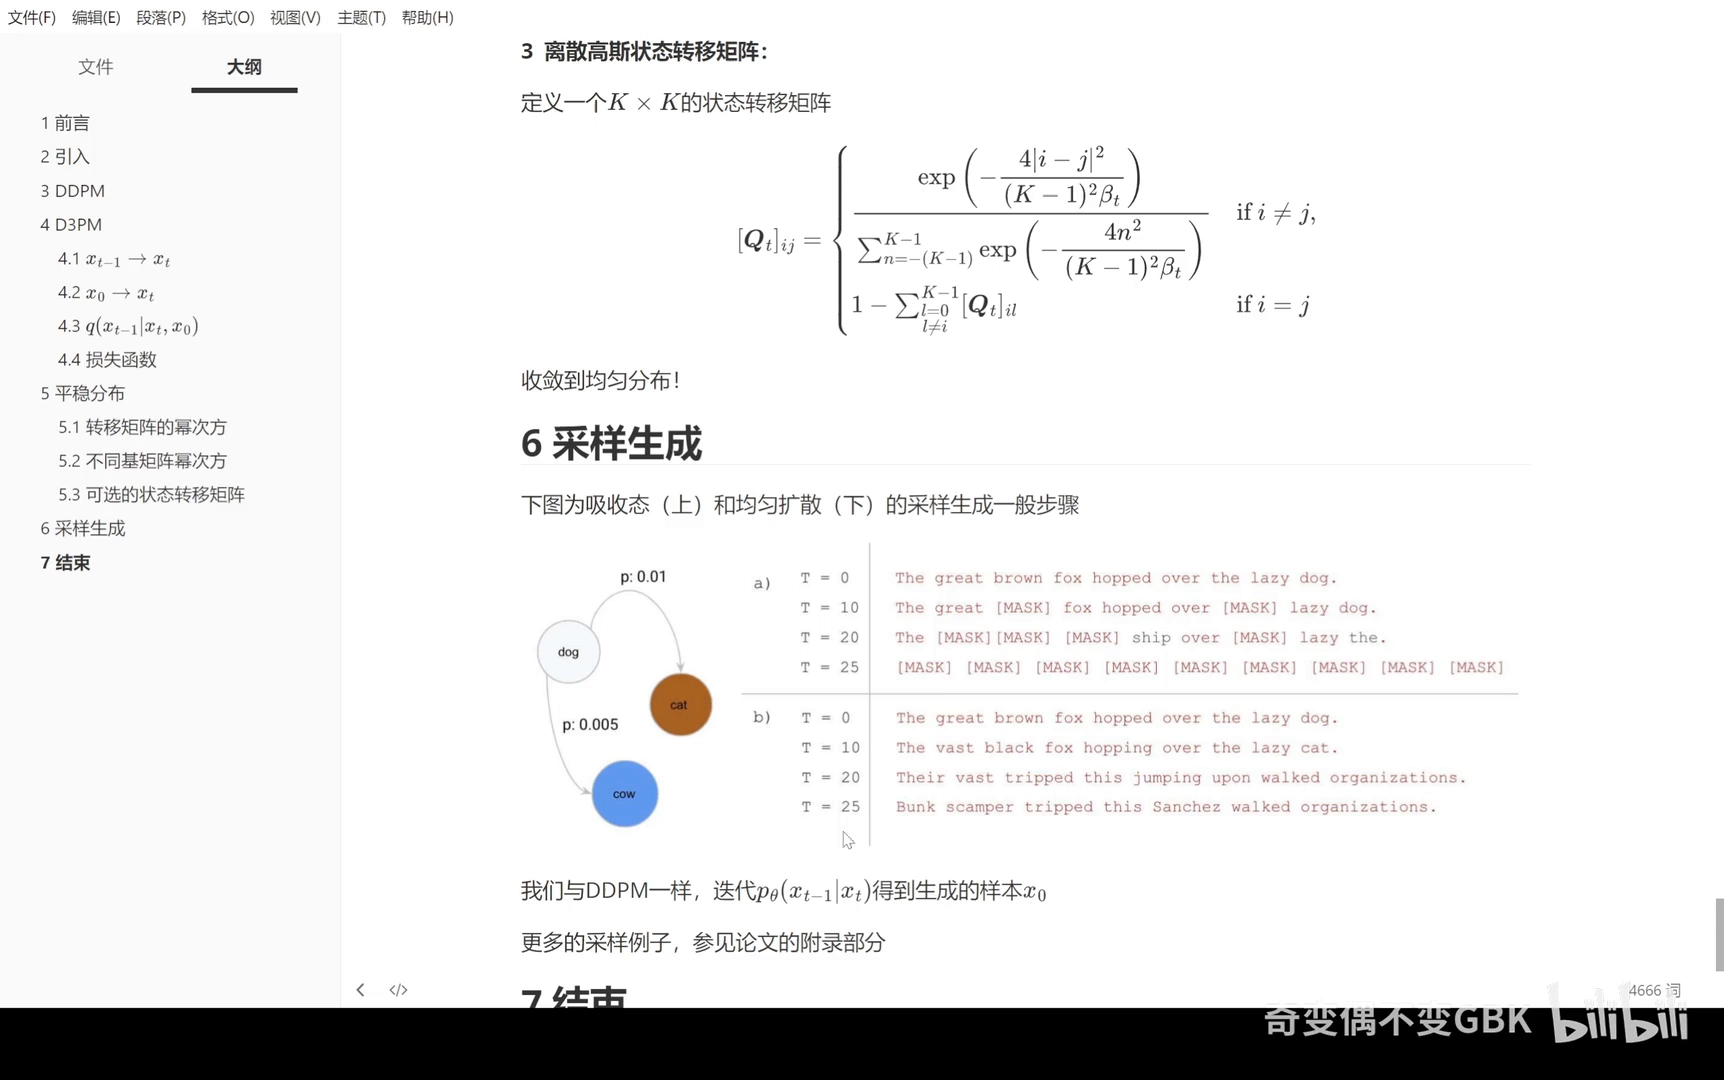 文件(F) 编辑(E) 段落(P) 格式(O) 视图(V) 主题(T) 帮助(H)
文件 大纲
1 前言
2 引入
3 DDPM
4 D3PM
4.1 x_{t−1} → x_t
4.2 x_0 → x_t
4.3 q(x_{t−1}|x_t, x_0)
4.4 损失函数
5 平稳分布
5.1 转移矩阵的幂次方
5.2 不同基矩阵幂次方
5.3 可选的状态转移矩阵
6 采样生成
7 结束
3 离散高斯状态转移矩阵：
定义一个K × K的状态转移矩阵
[Q_t]_{ij} = { exp(−4|i − j|^2 / (K − 1)^2β_t) / ∑_{n=−(K−1)}^{K−1} exp(−4n^2 / (K − 1)^2β_t) if i ≠ j,
1 − ∑_{l=0, l≠i}^{K−1} [Q_t]_{il} if i = j
收敛到均匀分布！
6 采样生成
下图为吸收态（上）和均匀扩散（下）的采样生成一般步骤
p: 0.01
dog
cat
p: 0.005
cow
a) T = 0 The great brown fox hopped over the lazy dog.
T = 10 The great [MASK] fox hopped over [MASK] lazy dog.
T = 20 The [MASK][MASK] [MASK] ship over [MASK] lazy the.
T = 25 [MASK] [MASK] [MASK] [MASK] [MASK] [MASK] [MASK] [MASK] [MASK]
b) T = 0 The great brown fox hopped over the lazy dog.
T = 10 The vast black fox hopping over the lazy cat.
T = 20 Their vast tripped this jumping upon walked organizations.
T = 25 Bunk scamper tripped this Sanchez walked organizations.
我们与DDPM一样，迭代p_θ(x_{t−1}|x_t)得到生成的样本x_0
更多的采样例子，参见论文的附录部分
7 结束
</> 4666 词
奇变偶不变GBK bilibili